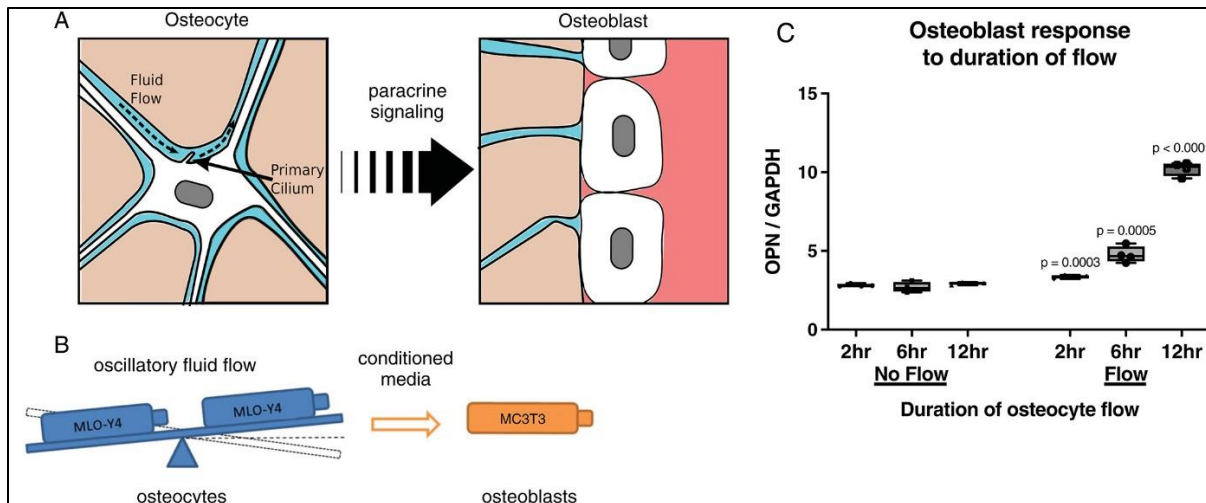 A
Osteocyte
Osteoblast
Fluid
Flow
Primary
Cilium
paracrine
signaling
B
oscillatory fluid flow
MLO-Y4
MLO-Y4
conditioned
media
MC3T3
osteocytes
osteoblasts
C
Osteoblast response
to duration of flow
OPN / GAPDH
15
10
5
0
p = 0.0003
p = 0.0005
p < 0.000
2hr 6hr 12hr 2hr 6hr 12hr
No Flow Flow
Duration of osteocyte flow